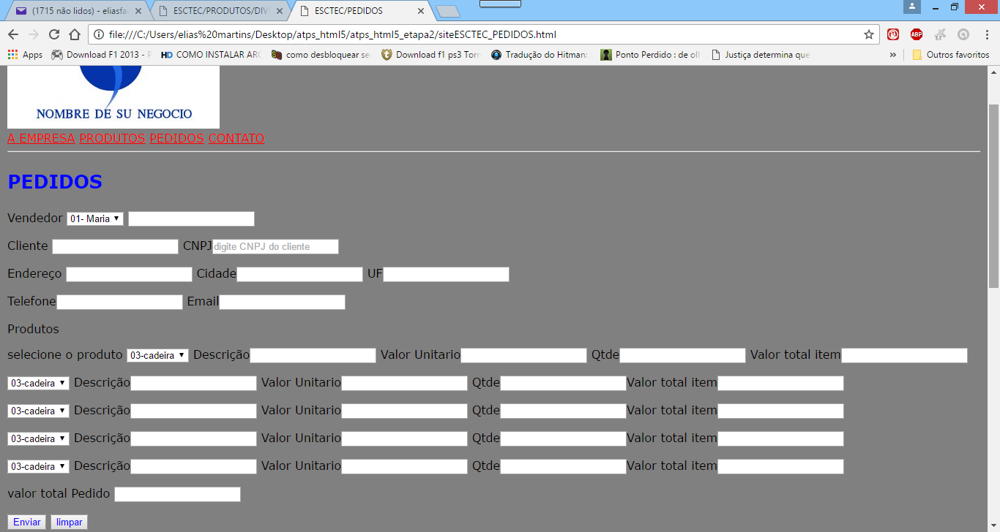 (1715 não lidos) - eliasfa
ESCTEC/PRODUTOS/DIV
ESCTEC/PEDIDOS
file:///C:/Users/elias%20martins/Desktop/atps_html5/atps_html5_etapa2/siteESCTEC_PEDIDOS.html
ABP
Apps
Download F1 2013 - F
HD COMO INSTALAR ARC
como desbloquear se
Download f1 ps3 Torr
Tradução do Hitman:
Ponto Perdido : de oll
Justiça determina que
» Outros favoritos
NOMBRE DE SU NEGOCIO
A EMPRESA PRODUTOS PEDIDOS CONTATO
PEDIDOS
Vendedor 01- Maria
Cliente CNPJ digite CNPJ do cliente
Endereço Cidade UF
Telefone Email
Produtos
selecione o produto 03-cadeira Descrição Valor Unitario Qtde Valor total item
03-cadeira Descrição Valor Unitario Qtde Valor total item
03-cadeira Descrição Valor Unitario Qtde Valor total item
03-cadeira Descrição Valor Unitario Qtde Valor total item
03-cadeira Descrição Valor Unitario Qtde Valor total item
valor total Pedido
Enviar limpar